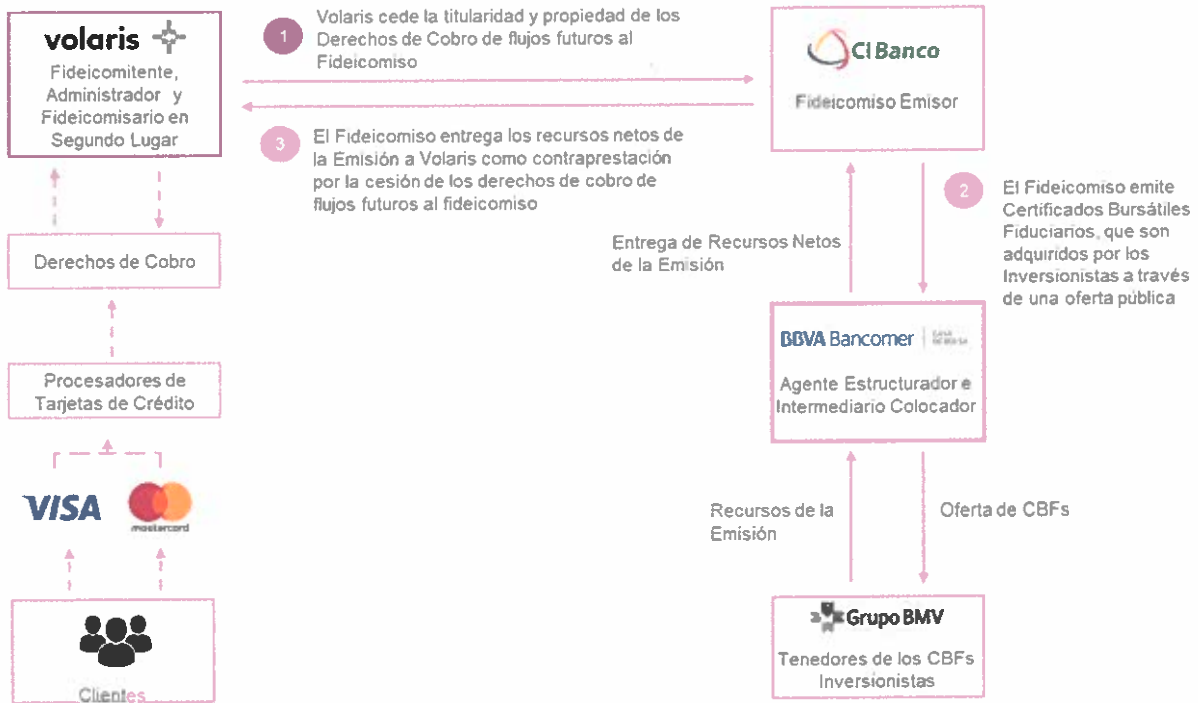 volaris
Fideicomitente,
Administrador y
Fideicomisario en
Segundo Lugar
1
Volaris cede la titularidad y propiedad de los
Derechos de Cobro de flujos futuros al
Fideicomiso
CIBanco
Fideicomiso Emisor
3
El Fideicomiso entrega los recursos netos de
la Emisión a Volaris como contraprestación
por la cesión de los derechos de cobro de
flujos futuros al fideicomiso
2
El Fideicomiso emite
Certificados Bursátiles
Fiduciarios, que son
adquiridos por los
Inversionistas a través
de una oferta pública
Derechos de Cobro
Entrega de Recursos Netos
de la Emisión
Procesadores de
Tarjetas de Crédito
BBVA Bancomer
Agente Estructurador e
Intermediario Colocador
VISA
mastercard
Recursos de la
Emisión
Oferta de CBFs
Clientes
Grupo BMV
Tenedores de los CBFs
Inversionistas